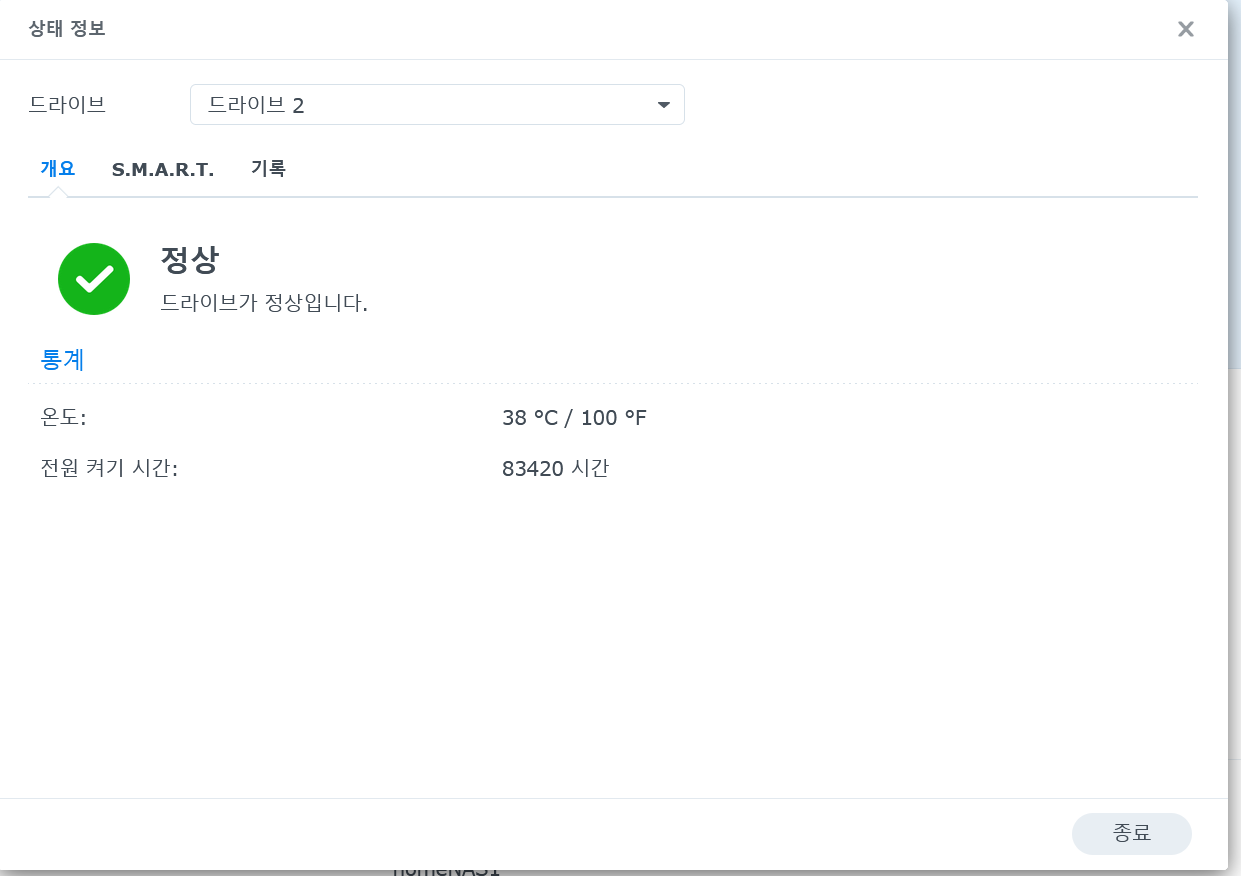 상태 정보
드라이브 드라이브 2
개요 S.M.A.R.T. 기록
정상
드라이브가 정상입니다.
통계
온도: 38 °C / 100 °F
전원 켜기 시간: 83420 시간
종료
homeNAS1